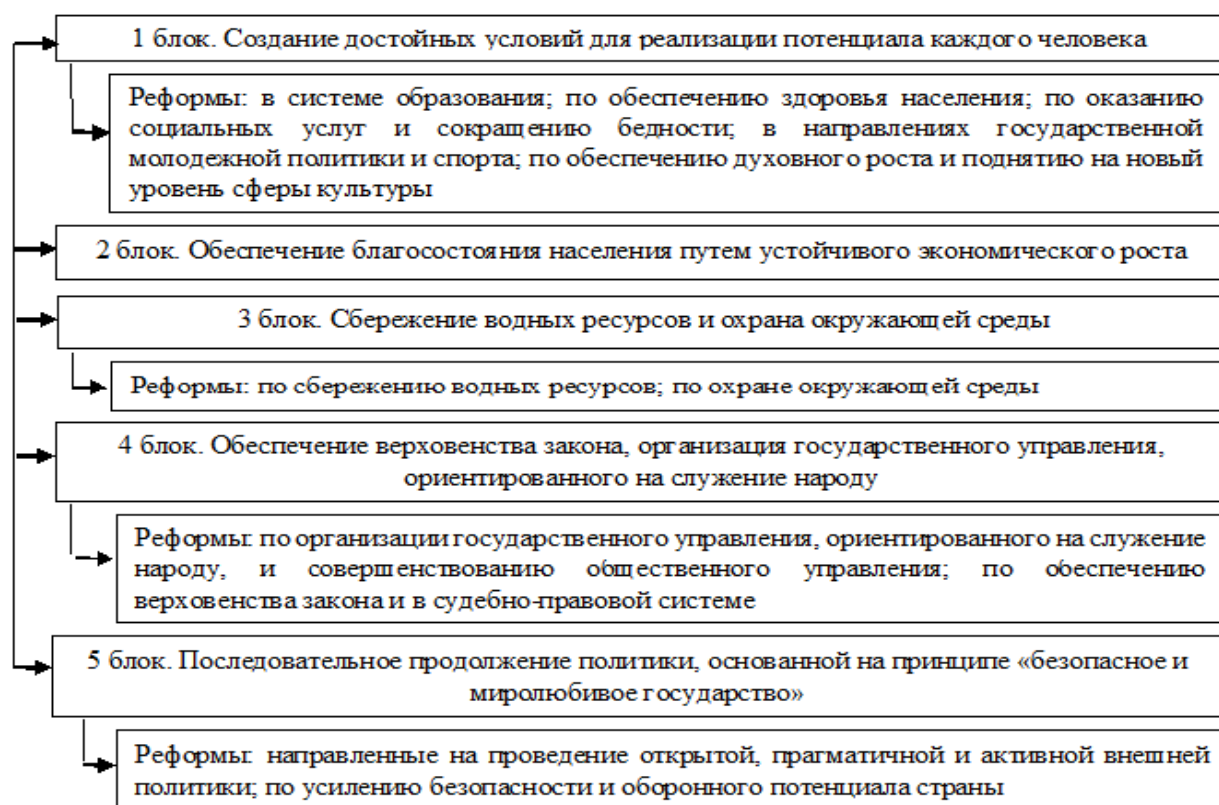 1 блок. Создание достойных условий для реализации потенциала каждого человека
Реформы: в системе образования; по обеспечению здоровья населения; по оказанию
социальных услуг и сокращению бедности; в направлениях государственной
молодежной политики и спорта; по обеспечению духовного роста и поднятию на новый
уровень сферы культуры
2 блок. Обеспечение благосостояния населения путем устойчивого экономического роста
3 блок. Сбережение водных ресурсов и охрана окружающей среды
Реформы: по сбережению водных ресурсов; по охране окружающей среды
4 блок. Обеспечение верховенства закона, организация государственного управления,
ориентированного на служение народу
Реформы: по организации государственного управления, ориентированного на служение
народу, и совершенствованию общественного управления; по обеспечению
верховенства закона и в судебно-правовой системе
5 блок. Последовательное продолжение политики, основанной на принципе «безопасное и
миролюбивое государство»
Реформы: направленные на проведение открытой, прагматичной и активной внешней
политики; по усилению безопасности и оборонного потенциала страны